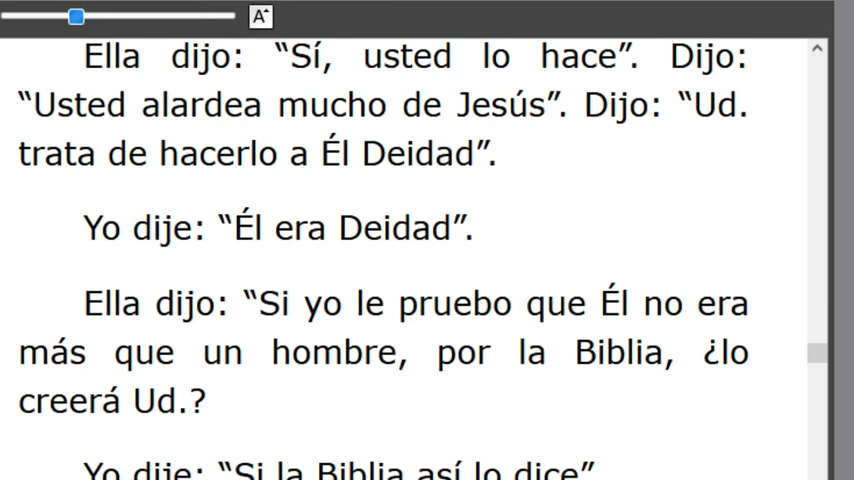 A
Ella dijo: “Sí, usted lo hace”. Dijo:
“Usted alardea mucho de Jesús”. Dijo: “Ud.
trata de hacerlo a Él Deidad”.
Yo dije: “Él era Deidad”.
Ella dijo: “Si yo le pruebo que Él no era
más que un hombre, por la Biblia, ¿lo
creerá Ud.?
Yo dije: “Si la Biblia así lo dice”